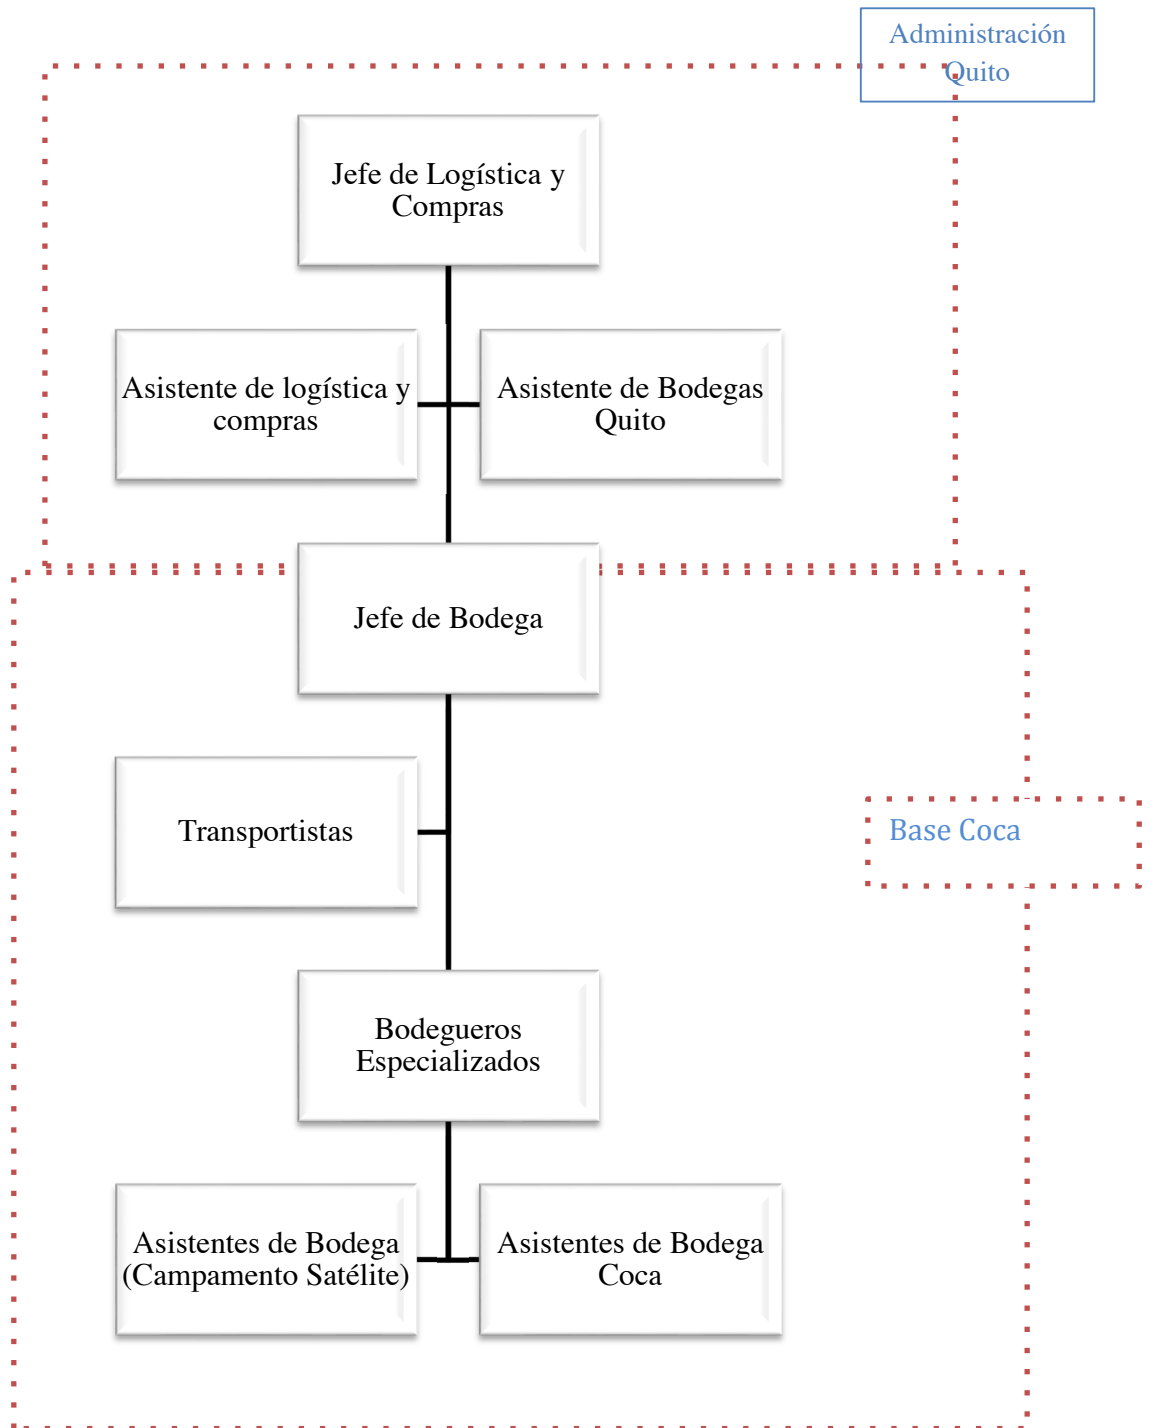 Administración
Quito
Jefe de Logística y
Compras
Asistente de logística y
compras
Asistente de Bodegas
Quito
Jefe de Bodega
Transportistas
Base Coca
Bodegueros
Especializados
Asistentes de Bodega
(Campamento Satélite)
Asistentes de Bodega
Coca